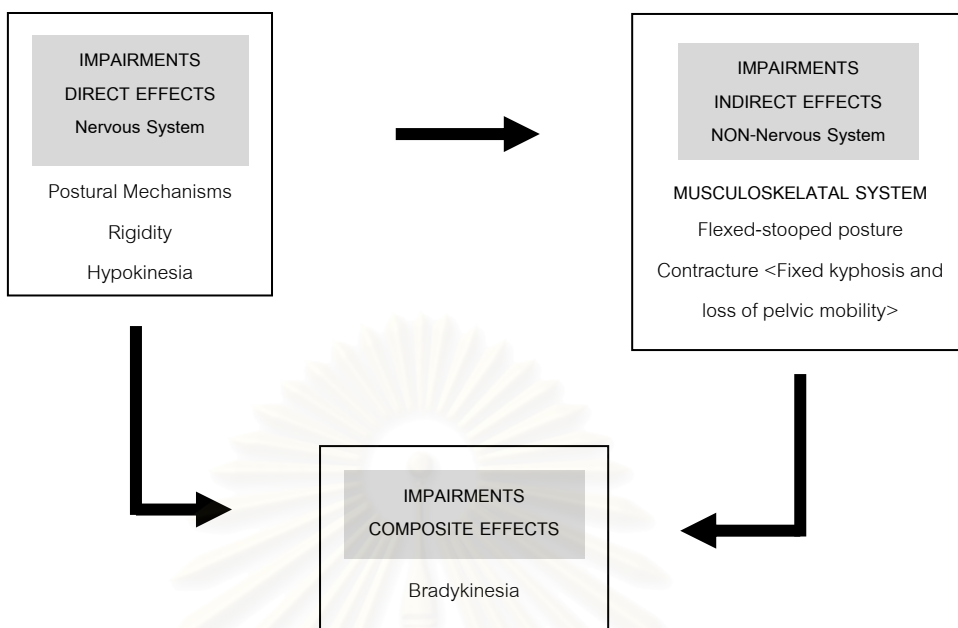 IMPAIRMENTS
DIRECT EFFECTS
Nervous System
Postural Mechanisms
Rigidity
Hypokinesia
IMPAIRMENTS
INDIRECT EFFECTS
NON-Nervous System
MUSCULOSKELATAL SYSTEM
Flexed-stooped posture
Contracture <Fixed kyphosis and
loss of pelvic mobility>
IMPAIRMENTS
COMPOSITE EFFECTS
Bradykinesia